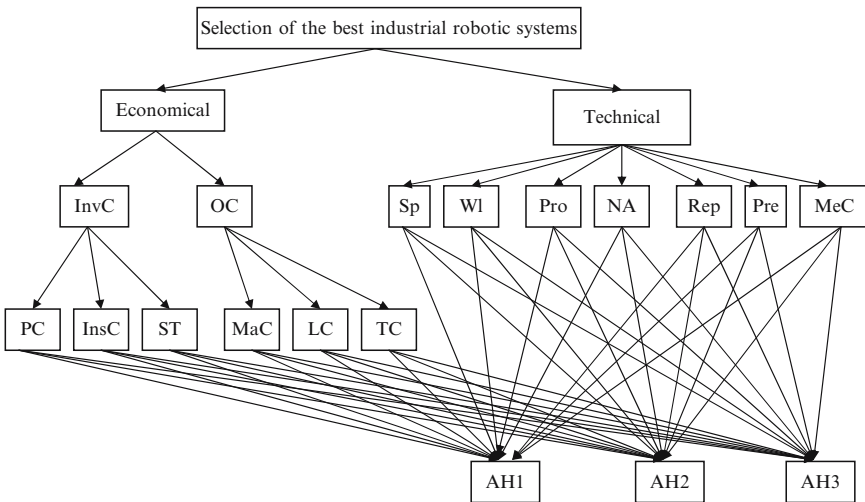 Selection of the best industrial robotic systems
Economical
Technical
InvC
OC
Sp
Wl
Pro
NA
Rep
Pre
MeC
PC
InsC
ST
MaC
LC
TC
AH1
AH2
AH3